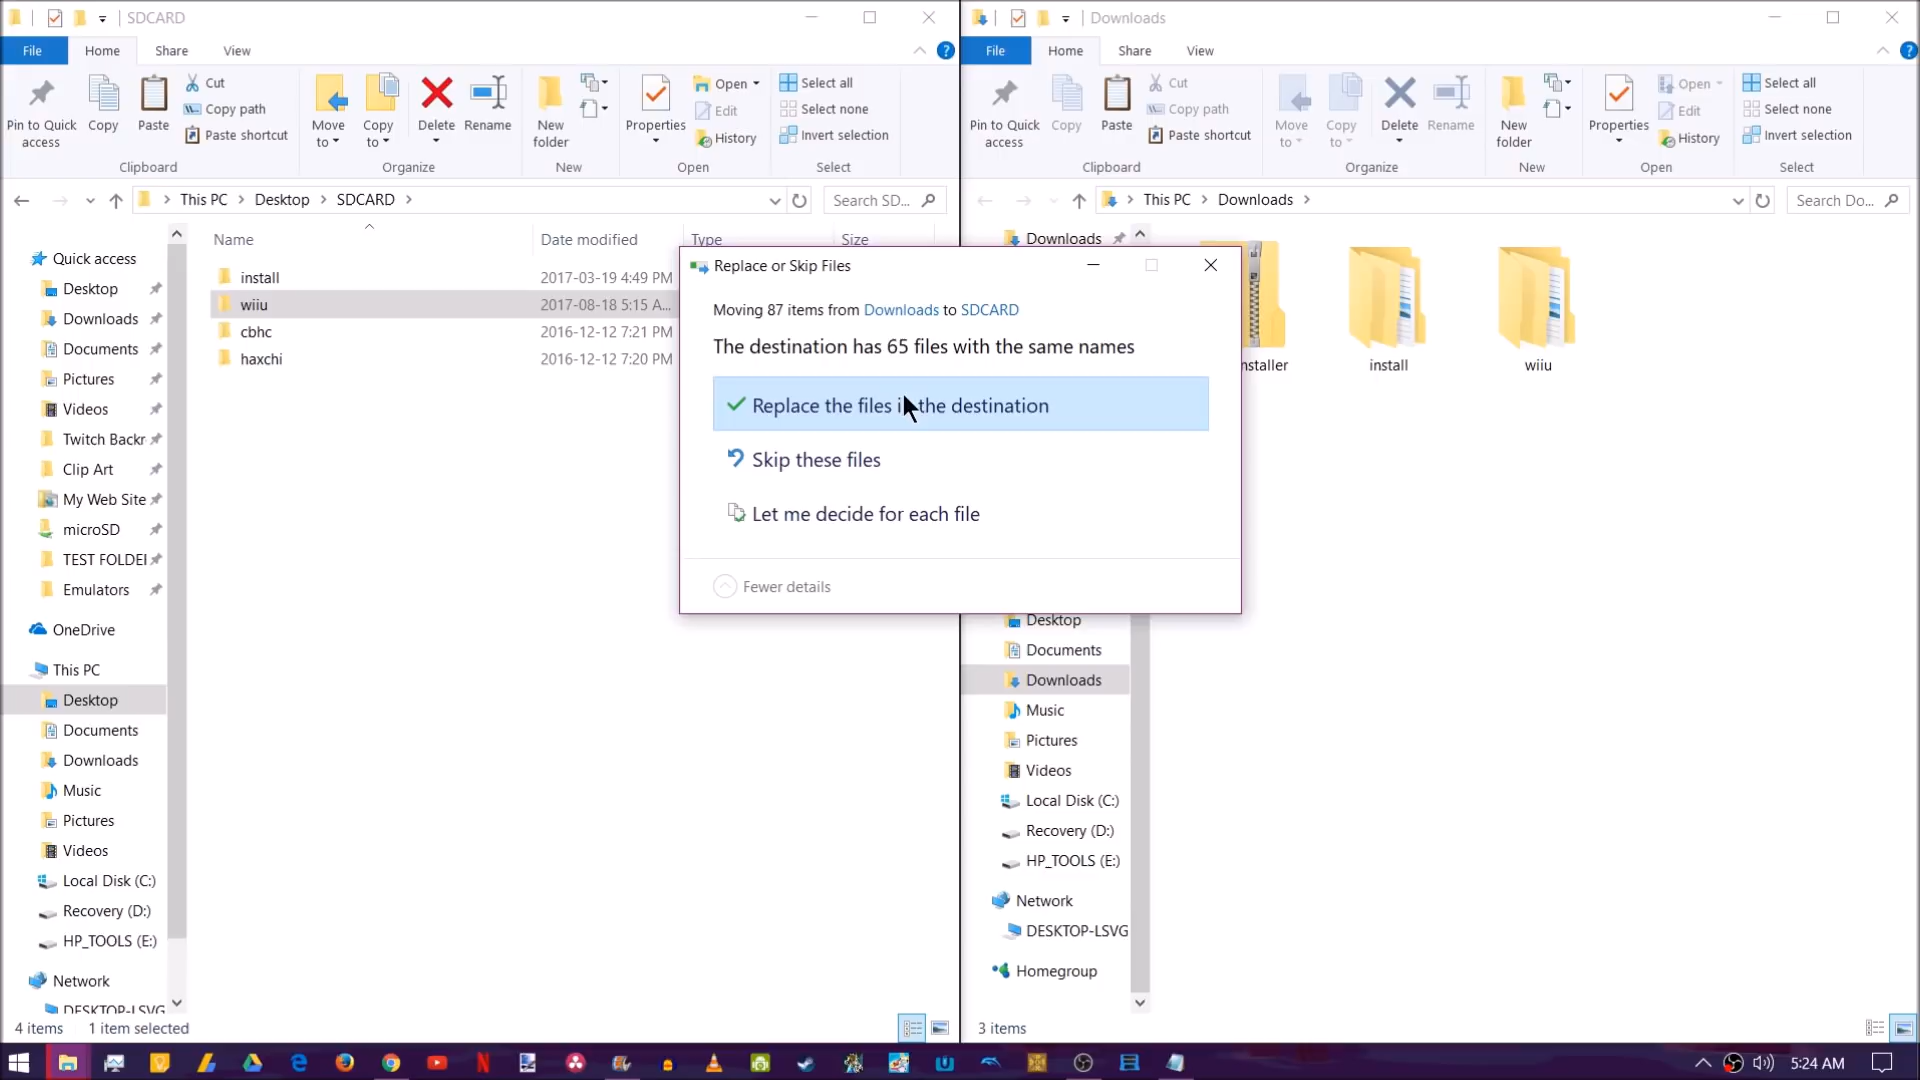 SDCARD
File Home Share View
Pin to Quick access
Copy
Paste
Cut
Copy path
Paste shortcut
Move to
Copy to
Delete
Rename
New folder
Properties
Open
Edit
History
Select all
Select none
Invert selection
Clipboard
Organize
New
Open
Select
This PC Desktop SDCARD
Search SD...
Name Date modified Type Size
install 2017-03-19 4:49 PM
wiiu 2017-08-18 5:15 A...
cbhc 2016-12-12 7:21 PM
haxchi 2016-12-12 7:20 PM
Quick access
Desktop
Downloads
Documents
Pictures
Videos
Twitch Backr
Clip Art
My Web Site
microSD
TEST FOLDER
Emulators
OneDrive
This PC
Desktop
Documents
Downloads
Music
Pictures
Videos
Local Disk (C:)
Recovery (D:)
HP_TOOLS (E:)
Network
DESKTOP-LSVG
4 items 1 item selected
Downloads
File Home Share View
Pin to Quick access
Copy
Paste
Cut
Copy path
Paste shortcut
Move to
Copy to
Delete
Rename
New folder
Properties
Open
Edit
History
Select all
Select none
Invert selection
Clipboard
Organize
New
Open
Select
This PC Downloads
Search Do...
Downloads
nstaller
install
wiiu
Desktop
Documents
Downloads
Music
Pictures
Videos
Local Disk (C:)
Recovery (D:)
HP_TOOLS (E:)
Network
DESKTOP-LSVG
Homegroup
3 items
Replace or Skip Files
Moving 87 items from Downloads to SDCARD
The destination has 65 files with the same names
Replace the files in the destination
Skip these files
Let me decide for each file
Fewer details
5:24 AM